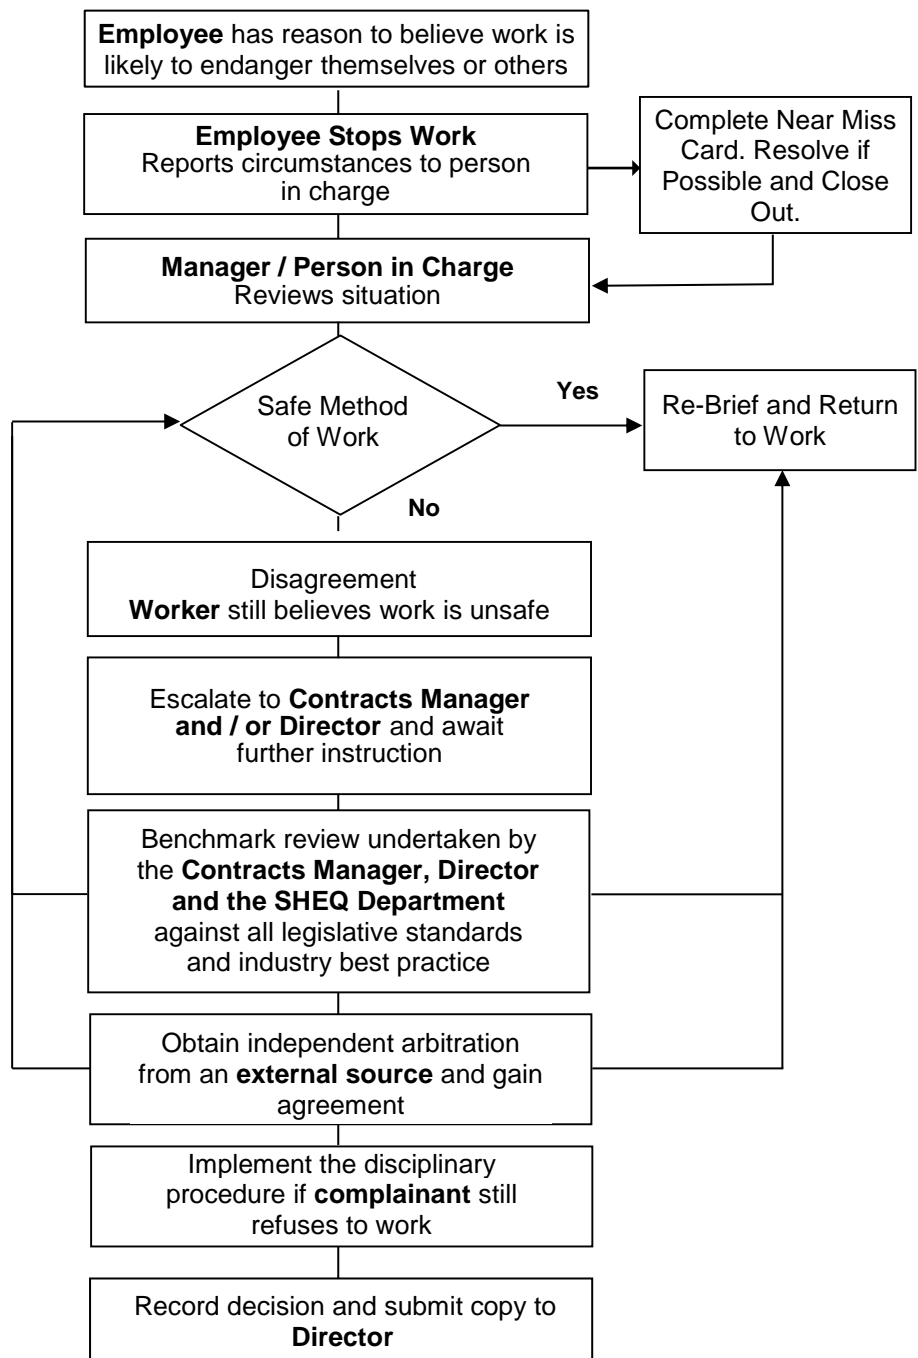 Employee has reason to believe work is
likely to endanger themselves or others
Employee Stops Work
Reports circumstances to person
in charge
Complete Near Miss
Card. Resolve if
Possible and Close
Out.
Manager / Person in Charge
Reviews situation
Safe Method
of Work
Yes
Re-Brief and Return
to Work
No
Disagreement
Worker still believes work is unsafe
Escalate to Contracts Manager
and / or Director and await
further instruction
Benchmark review undertaken by
the Contracts Manager, Director
and the SHEQ Department
against all legislative standards
and industry best practice
Obtain independent arbitration
from an external source and gain
agreement
Implement the disciplinary
procedure if complainant still
refuses to work
Record decision and submit copy to
Director